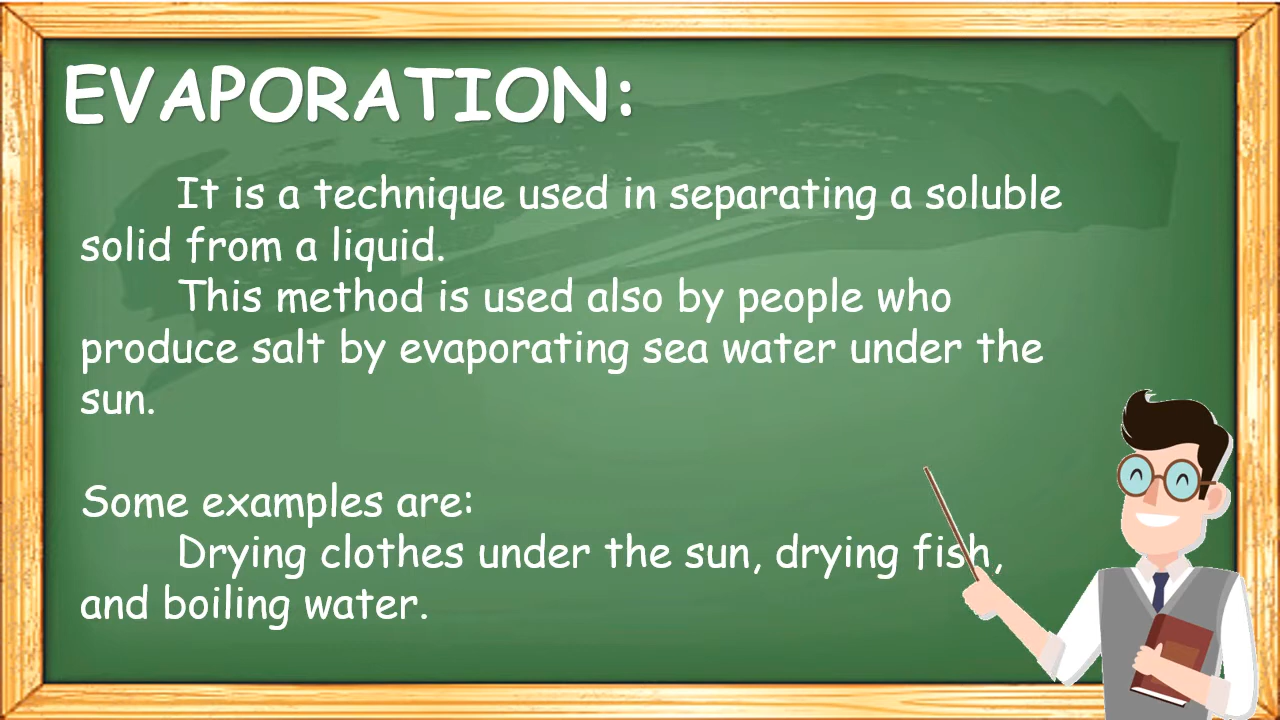 EVAPORATION:
It is a technique used in separating a soluble
solid from a liquid.
This method is used also by people who
produce salt by evaporating sea water under the
sun.
Some examples are:
Drying clothes under the sun, drying fish,
and boiling water.